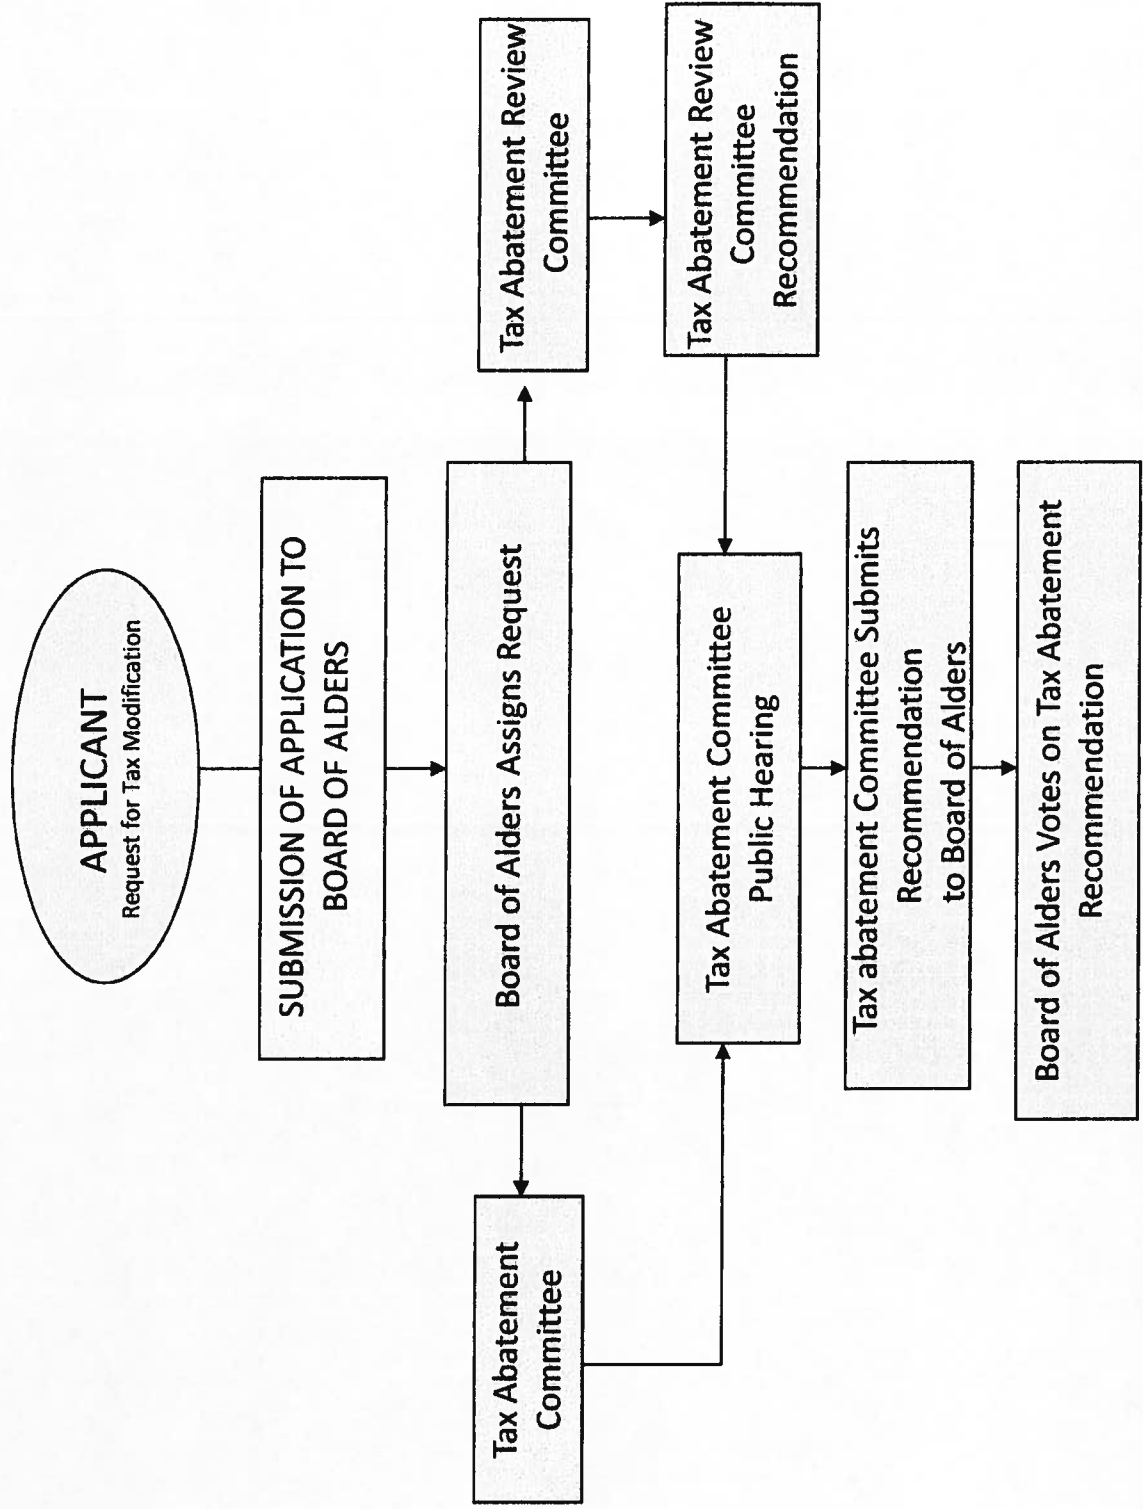 APPLICANT
Request for Tax Modification
SUBMISSION OF APPLICATION TO
BOARD OF ALDERS
Board of Alders Assigns Request
Tax Abatement
Committee
Tax Abatement Review
Committee
Tax Abatement Review
Committee
Recommendation
Tax Abatement Committee
Public Hearing
Tax abatement Committee Submits
Recommendation
to Board of Alders
Board of Alders Votes on Tax Abatement
Recommendation